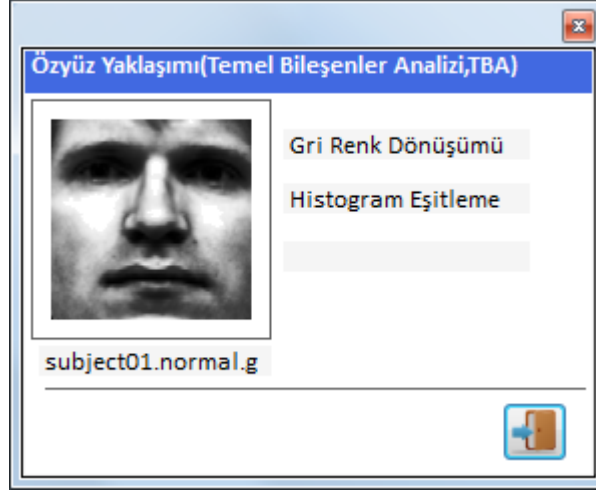 Özyüz Yaklaşımı(Temel Bileşenler Analizi,TBA)
Gri Renk Dönüşümü
Histogram Eşitleme
subject01.normal.g